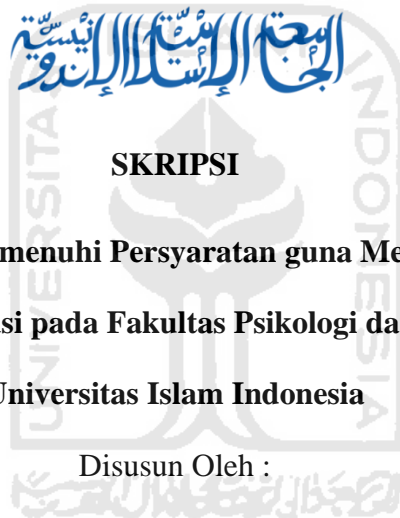 الجامعة الإسلامية الإندونيسية
SKRIPSI
menuhi Persyaratan guna Me
si pada Fakultas Psikologi da
Universitas Islam Indonesia
Disusun Oleh :